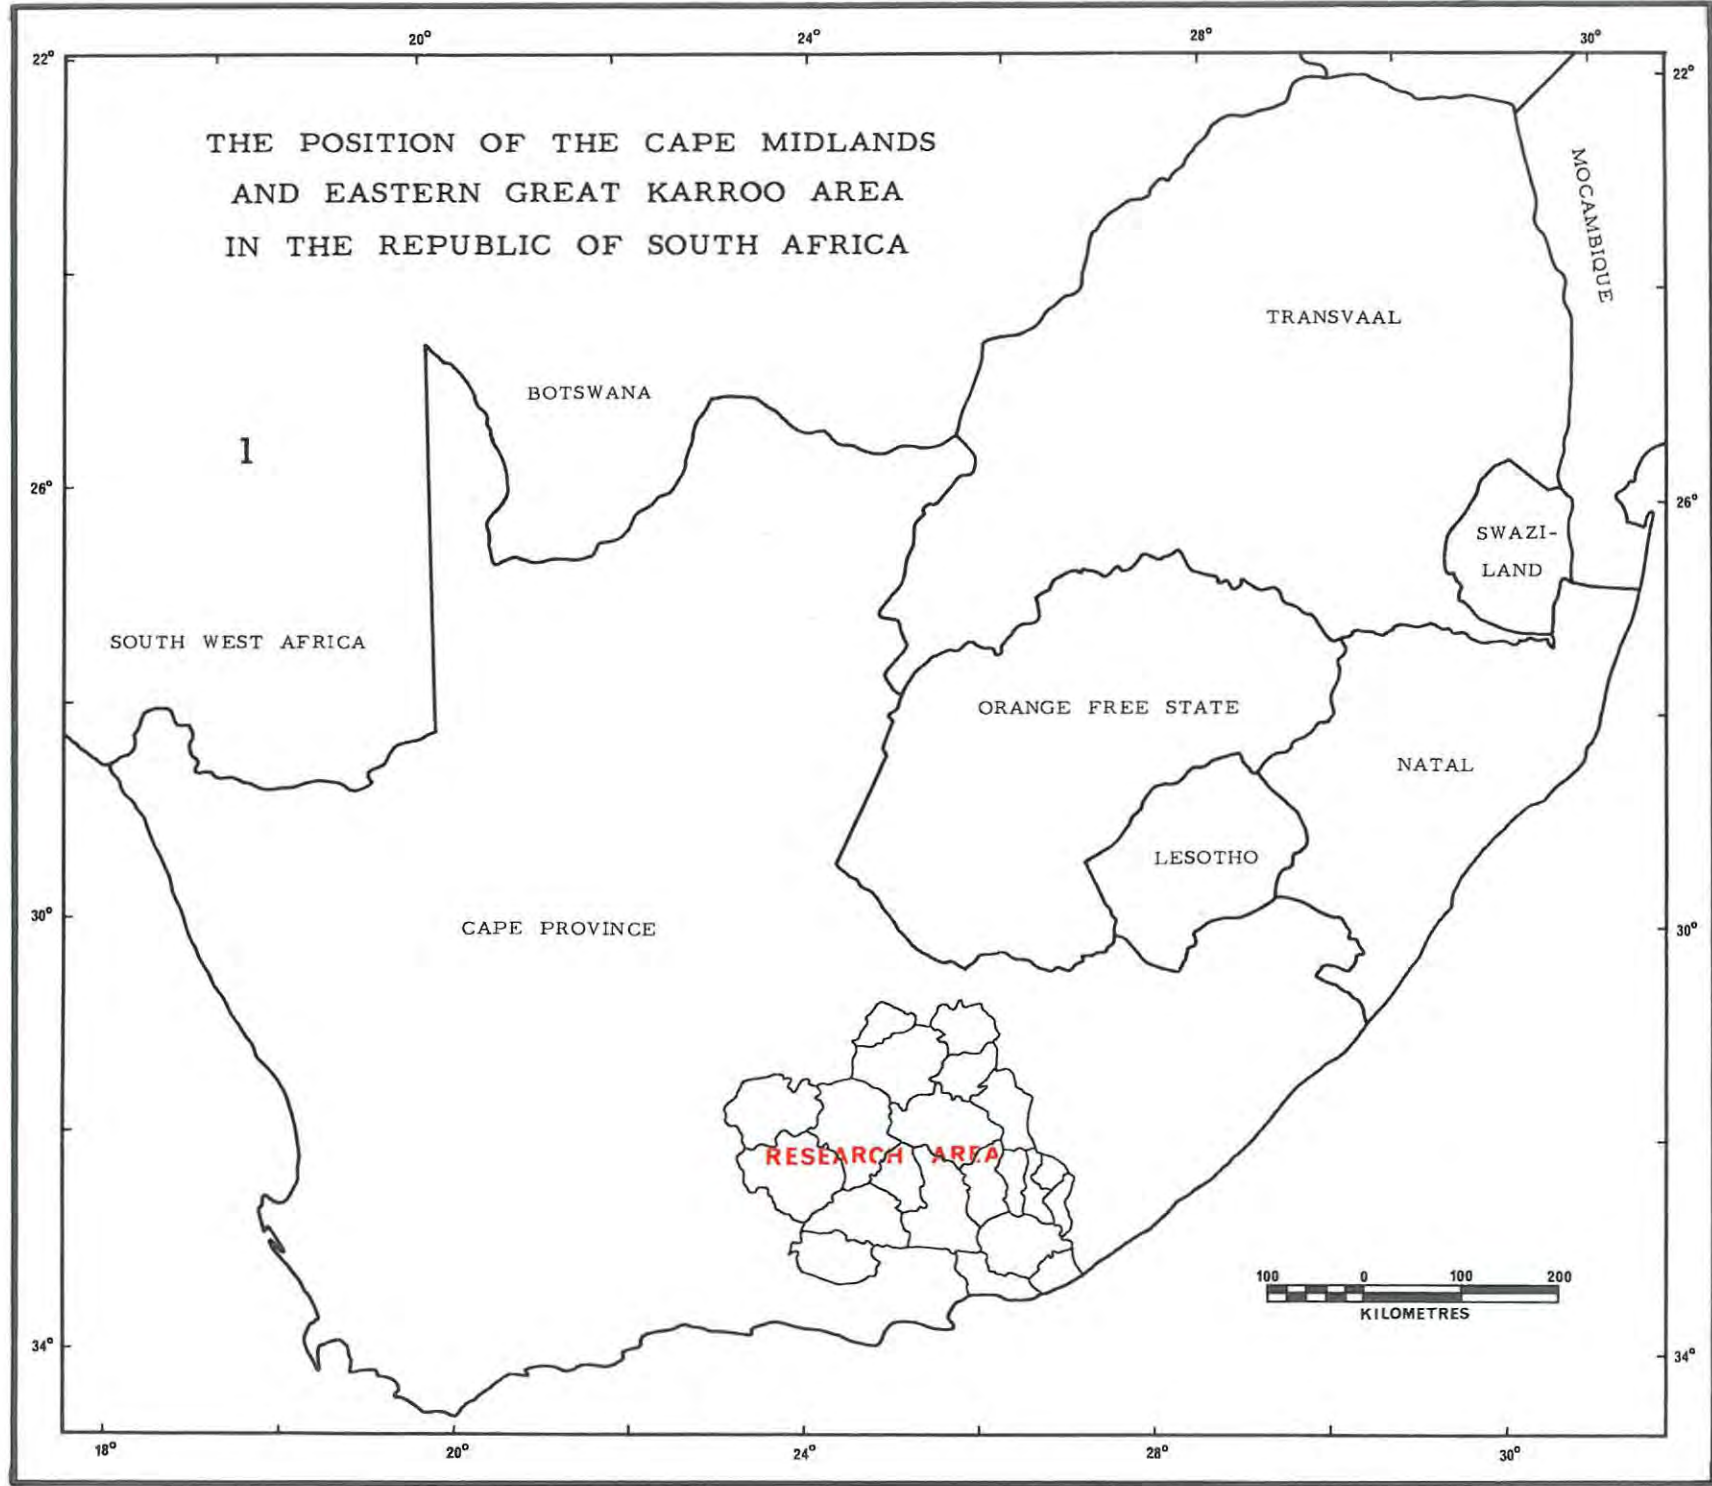 20° 24° 28° 30°
22° 22°
THE POSITION OF THE CAPE MIDLANDS
AND EASTERN GREAT KARROO AREA
IN THE REPUBLIC OF SOUTH AFRICA
MOCAMBIQUE
TRANSVAAL
BOTSWANA
1
26° 26°
SWAZI-
LAND
SOUTH WEST AFRICA
ORANGE FREE STATE
NATAL
LESOTHO
30° 30°
CAPE PROVINCE
RESEARCH AREA
100 0 100 200
KILOMETRES
34° 34°
18° 20° 24° 28° 30°